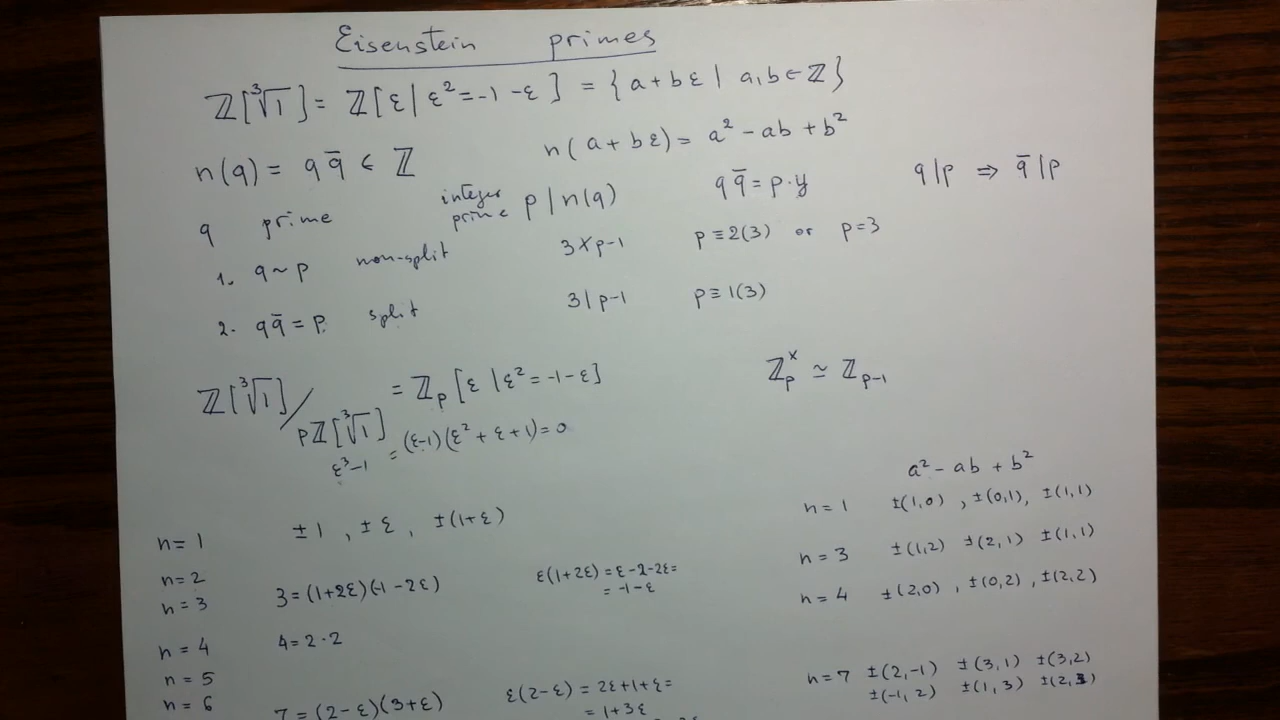 Eisenstein primes
ℤ[∛1] = ℤ[ε | ε² = -1 - ε] = {a + bε | a, b ∈ ℤ}
n(q) = q q̄ ∈ ℤ n(a + bε) = a² - ab + b²
q prime integer prime p | n(q) q q̄ = p·y q|p ⇒ q̄|p
1. q ~ p non-split 3 ∤ p-1 p ≡ 2(3) or p = 3
2. q q̄ = p. split 3 | p-1 p ≡ 1(3)
ℤ[∛1] / pℤ[∛1] = ℤp [ε | ε² = -1 - ε] ℤp^× ≃ ℤp-1
ε³-1 = (ε-1)(ε² + ε + 1) = 0
a² - ab + b²
n = 1 ±1, ±ε, ±(1+ε) n = 1 ±(1,0), ±(0,1), ±(1,1)
n = 2
n = 3 3 = (1+2ε)(-1-2ε) ε(1+2ε) = ε-2-2ε = n = 3 ±(1,2) ±(2,1) ±(1,1)
= -1-ε
n = 4 4 = 2·2 n = 4 ±(2,0), ±(0,2), ±(2,2)
n = 5
n = 6 7 = (2-ε)(3+ε) ε(2-ε) = 2ε+1+ε = n = 7 ±(2,-1) ±(3,1) ±(3,2)
= 1+3ε ±(-1,2) ±(1,3) ±(2,3)